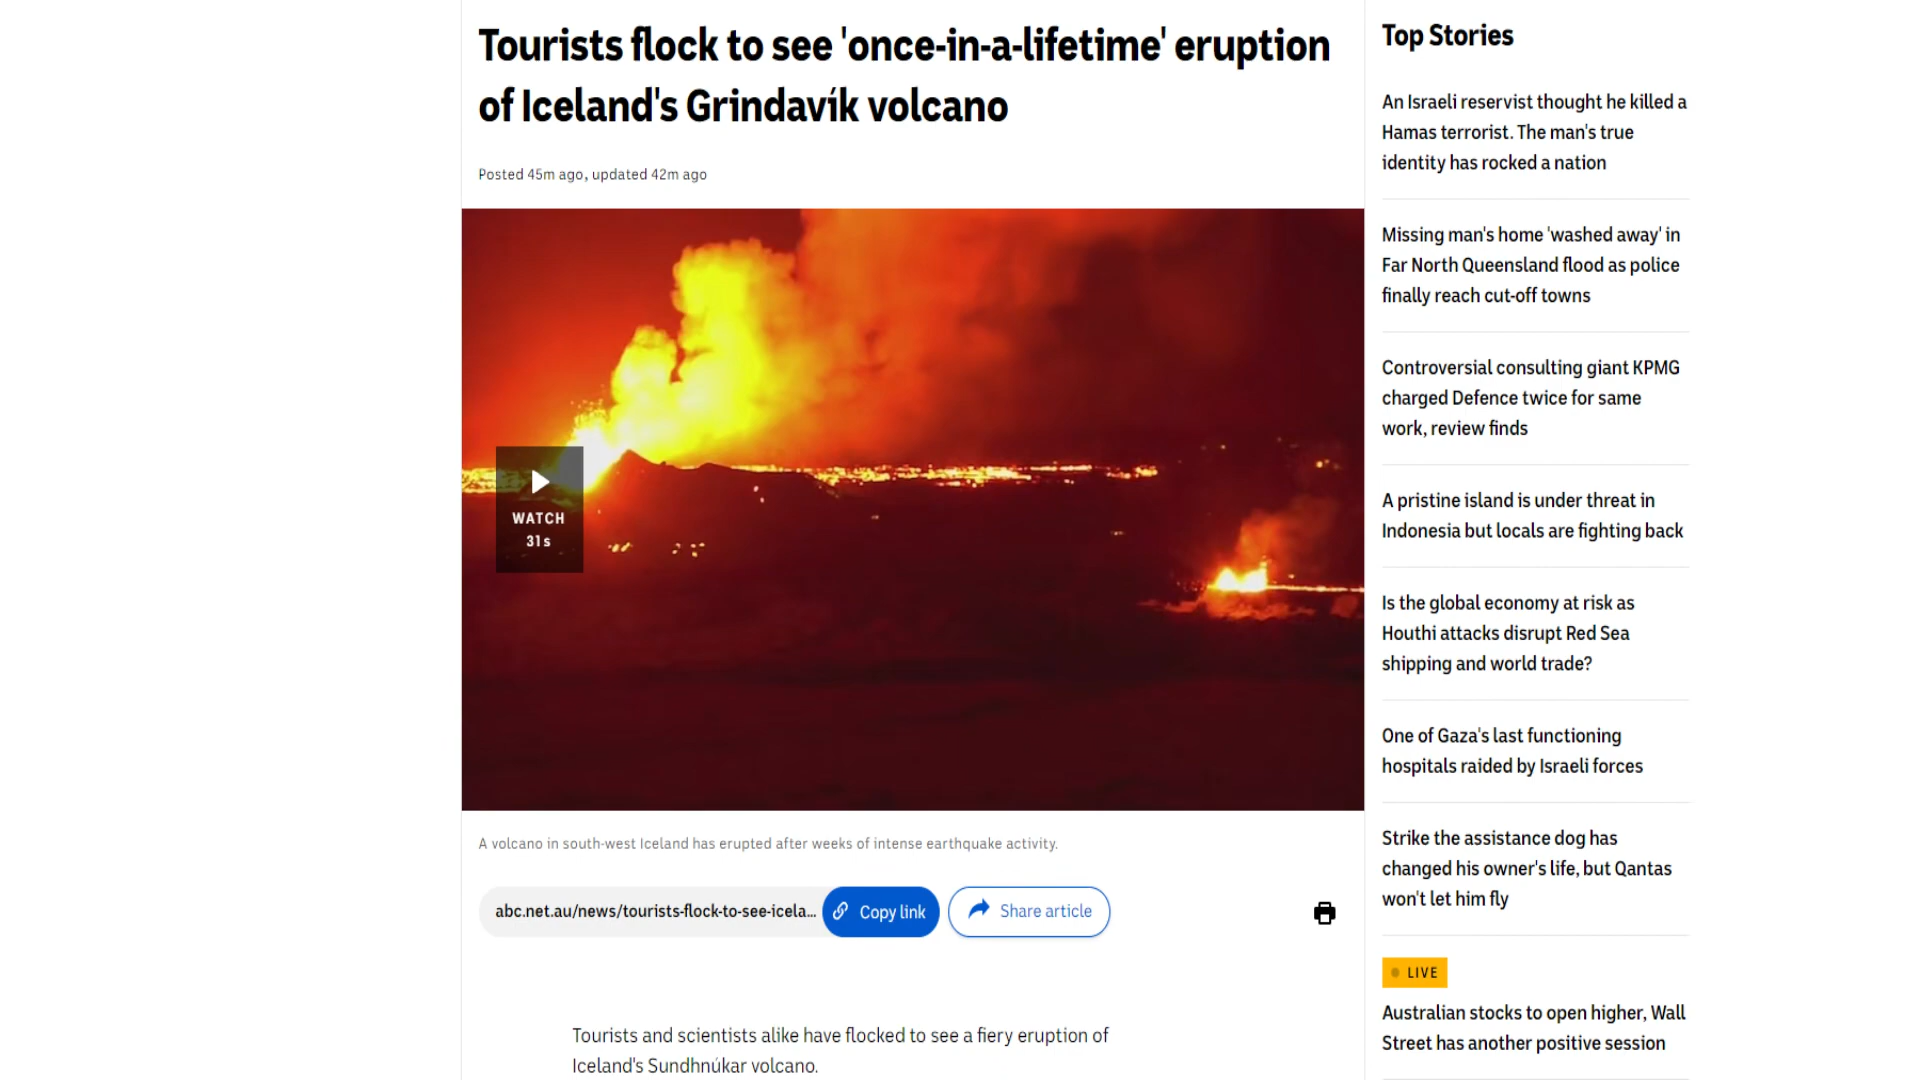 Tourists flock to see 'once-in-a-lifetime' eruption
of Iceland's Grindavík volcano
Posted 45m ago, updated 42m ago
WATCH
31s
A volcano in south-west Iceland has erupted after weeks of intense earthquake activity.
abc.net.au/news/tourists-flock-to-see-icela...
Copy link
Share article
Tourists and scientists alike have flocked to see a fiery eruption of
Iceland's Sundhnúkar volcano.
Top Stories
An Israeli reservist thought he killed a
Hamas terrorist. The man's true
identity has rocked a nation
Missing man's home 'washed away' in
Far North Queensland flood as police
finally reach cut-off towns
Controversial consulting giant KPMG
charged Defence twice for same
work, review finds
A pristine island is under threat in
Indonesia but locals are fighting back
Is the global economy at risk as
Houthi attacks disrupt Red Sea
shipping and world trade?
One of Gaza's last functioning
hospitals raided by Israeli forces
Strike the assistance dog has
changed his owner's life, but Qantas
won't let him fly
LIVE
Australian stocks to open higher, Wall
Street has another positive session